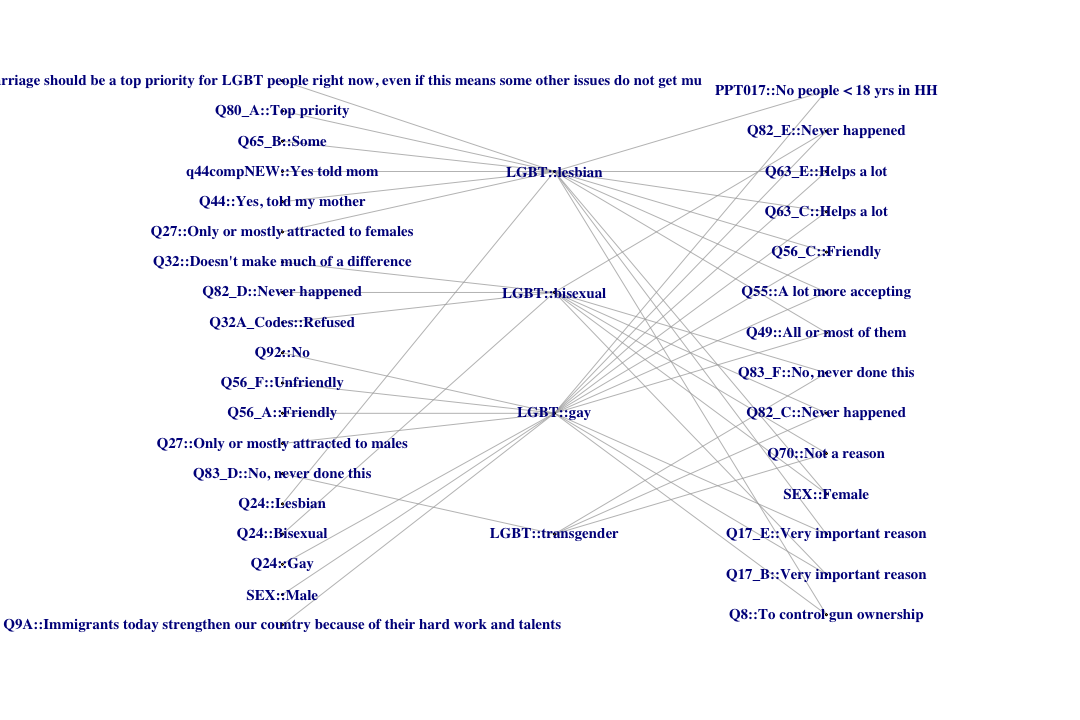 rriage should be a top priority for LGBT people right now, even if this means some other issues do not get mu
Q80_A::Top priority
Q65_B::Some
q44compNEW::Yes told mom
Q44::Yes, told my mother
Q27::Only or mostly attracted to females
Q32::Doesn't make much of a difference
Q82_D::Never happened
Q32A_Codes::Refused
Q92::No
Q56_F::Unfriendly
Q56_A::Friendly
Q27::Only or mostly attracted to males
Q83_D::No, never done this
Q24::Lesbian
Q24::Bisexual
Q24::Gay
SEX::Male
Q9A::Immigrants today strengthen our country because of their hard work and talents
LGBT::lesbian
LGBT::bisexual
LGBT::gay
LGBT::transgender
PPT017::No people < 18 yrs in HH
Q82_E::Never happened
Q63_E::Helps a lot
Q63_C::Helps a lot
Q56_C::Friendly
Q55::A lot more accepting
Q49::All or most of them
Q83_F::No, never done this
Q82_C::Never happened
Q70::Not a reason
SEX::Female
Q17_E::Very important reason
Q17_B::Very important reason
Q8::To control gun ownership